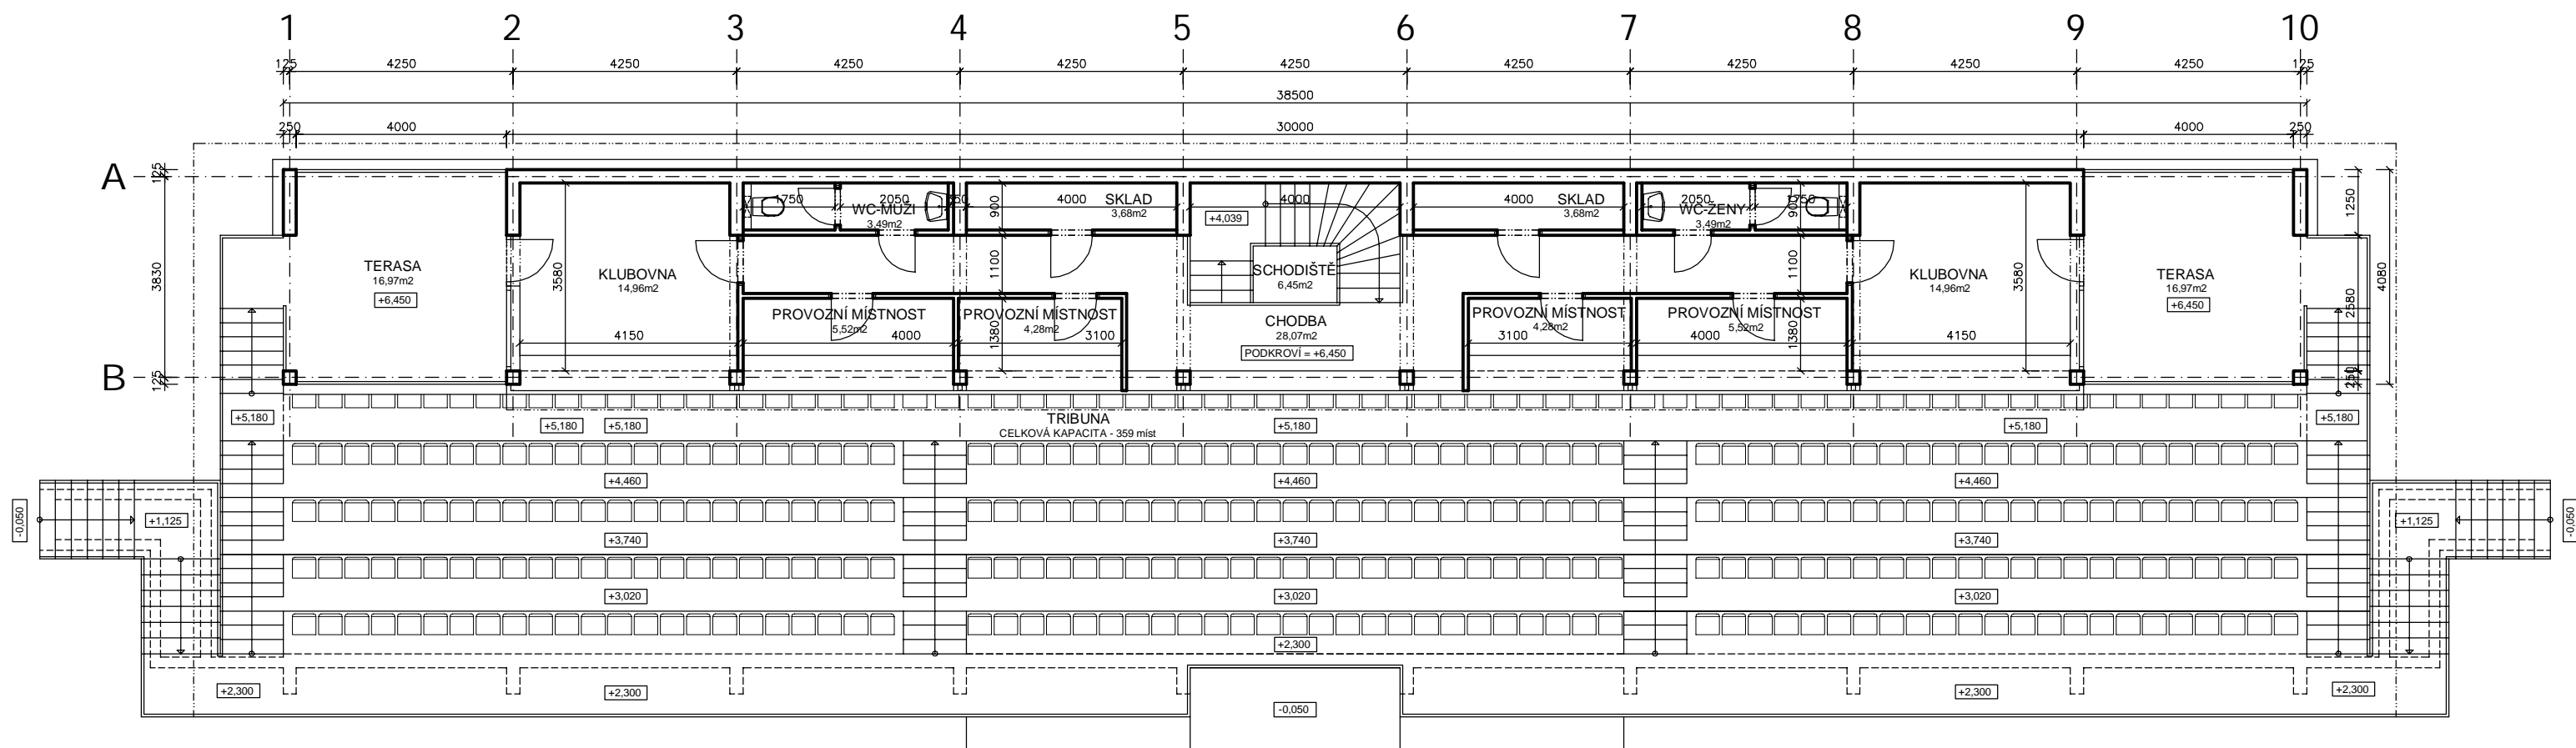 1 2 3 4 5 6 7 8 9 10
125 4250 4250 4250 4250 4250 4250 4250 4250 4250 125
38500
250 4000 30000 4000 250
A
125
3830
125
B
TERASA
16,97m2
+6,450
3580
KLUBOVNA
14,96m2
4150
1750
2050
WC-MUŽI
3,49m2
900
4000
SKLAD
3,68m2
1100
PROVOZNÍ MÍSTNOST
5,52m2
4000
PROVOZNÍ MÍSTNOST
4,28m2
1380
3100
4000
+4,039
SCHODIŠTĚ
6,45m2
CHODBA
28,07m2
PODKROVÍ = +6,450
4000
SKLAD
3,68m2
2050
WC-ŽENY
3,49m2
1750
900
1100
PROVOZNÍ MÍSTNOST
4,28m2
3100
PROVOZNÍ MÍSTNOST
5,52m2
4000
1380
KLUBOVNA
14,96m2
3580
4150
TERASA
16,97m2
+6,450
1250
2580
250
4080
+5,180 +5,180 +5,180 +5,180 +5,180 +5,180
TRIBUNA
CELKOVÁ KAPACITA - 359 míst
+4,460 +4,460 +4,460
-0,050 +1,125 +1,125 -0,050
+3,740 +3,740 +3,740
+3,020 +3,020 +3,020
+2,300
+2,300 +2,300 +2,300 +2,300
-0,050